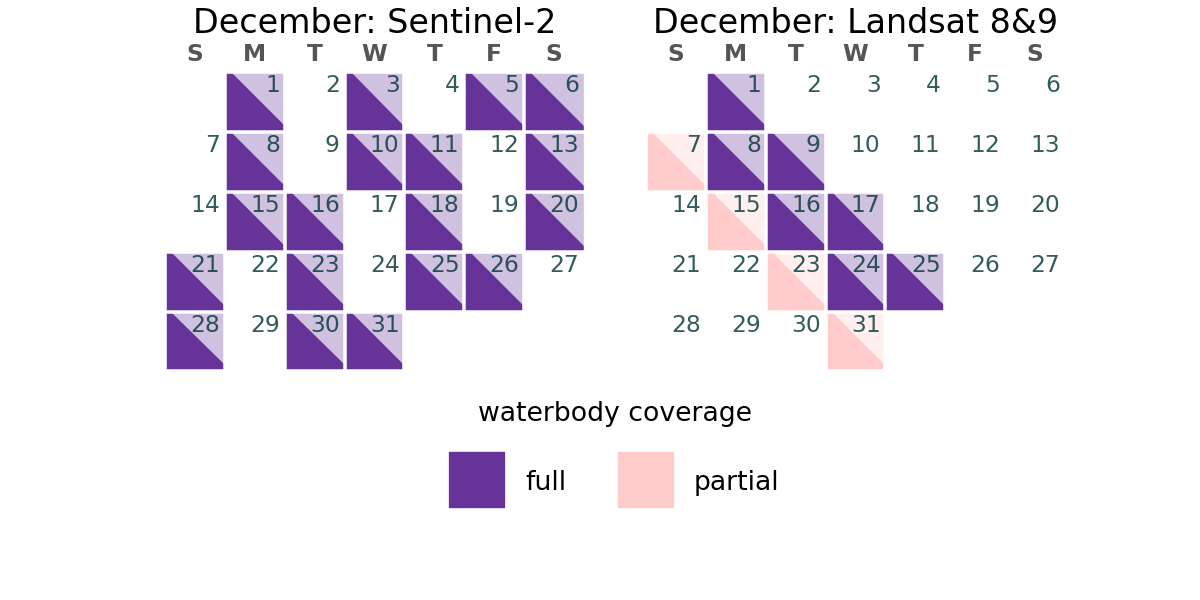 December: Sentinel-2
S M T W T F S
1 2 3 4 5 6
7 8 9 10 11 12 13
14 15 16 17 18 19 20
21 22 23 24 25 26 27
28 29 30 31
December: Landsat 8&9
S M T W T F S
1 2 3 4 5 6
7 8 9 10 11 12 13
14 15 16 17 18 19 20
21 22 23 24 25 26 27
28 29 30 31
waterbody coverage
full
partial